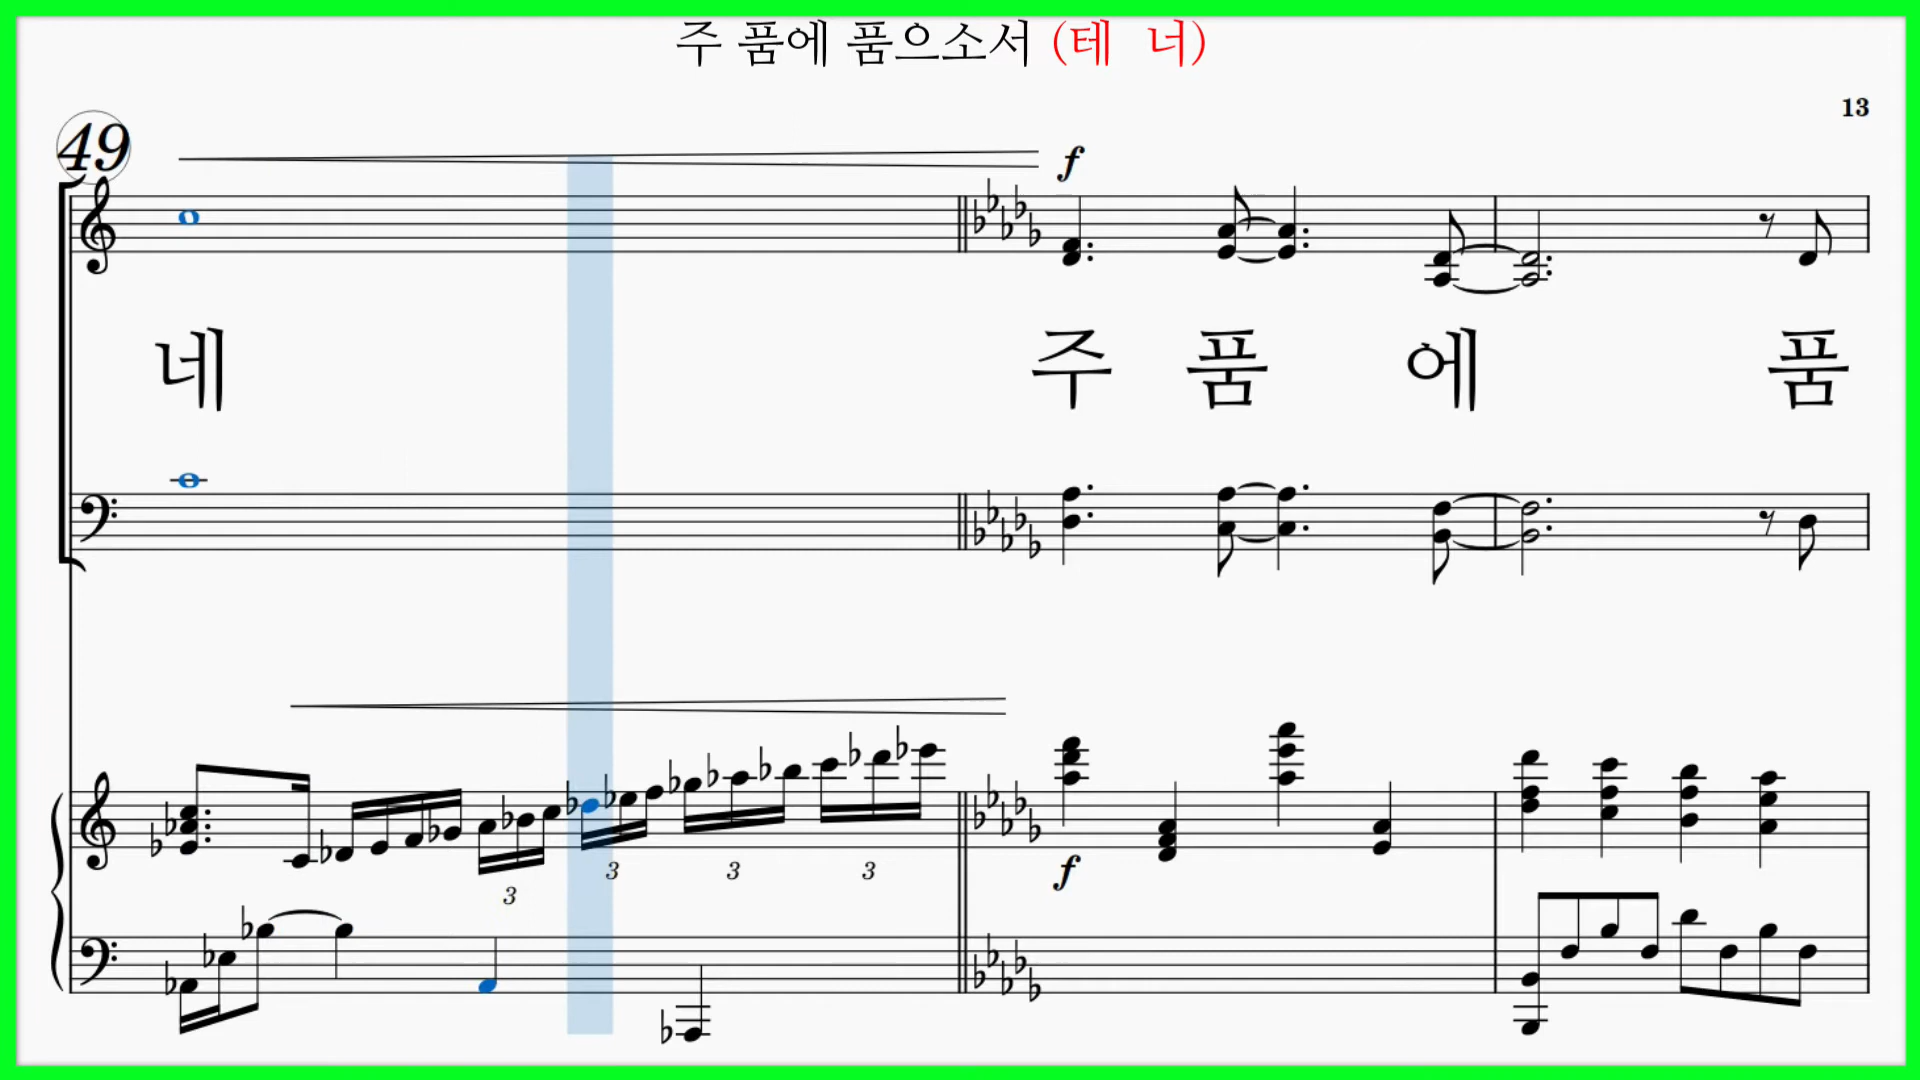 주 품에 품으소서 (테 너)
13
49
f
네 주 품 에 품
3 3 3
f
3